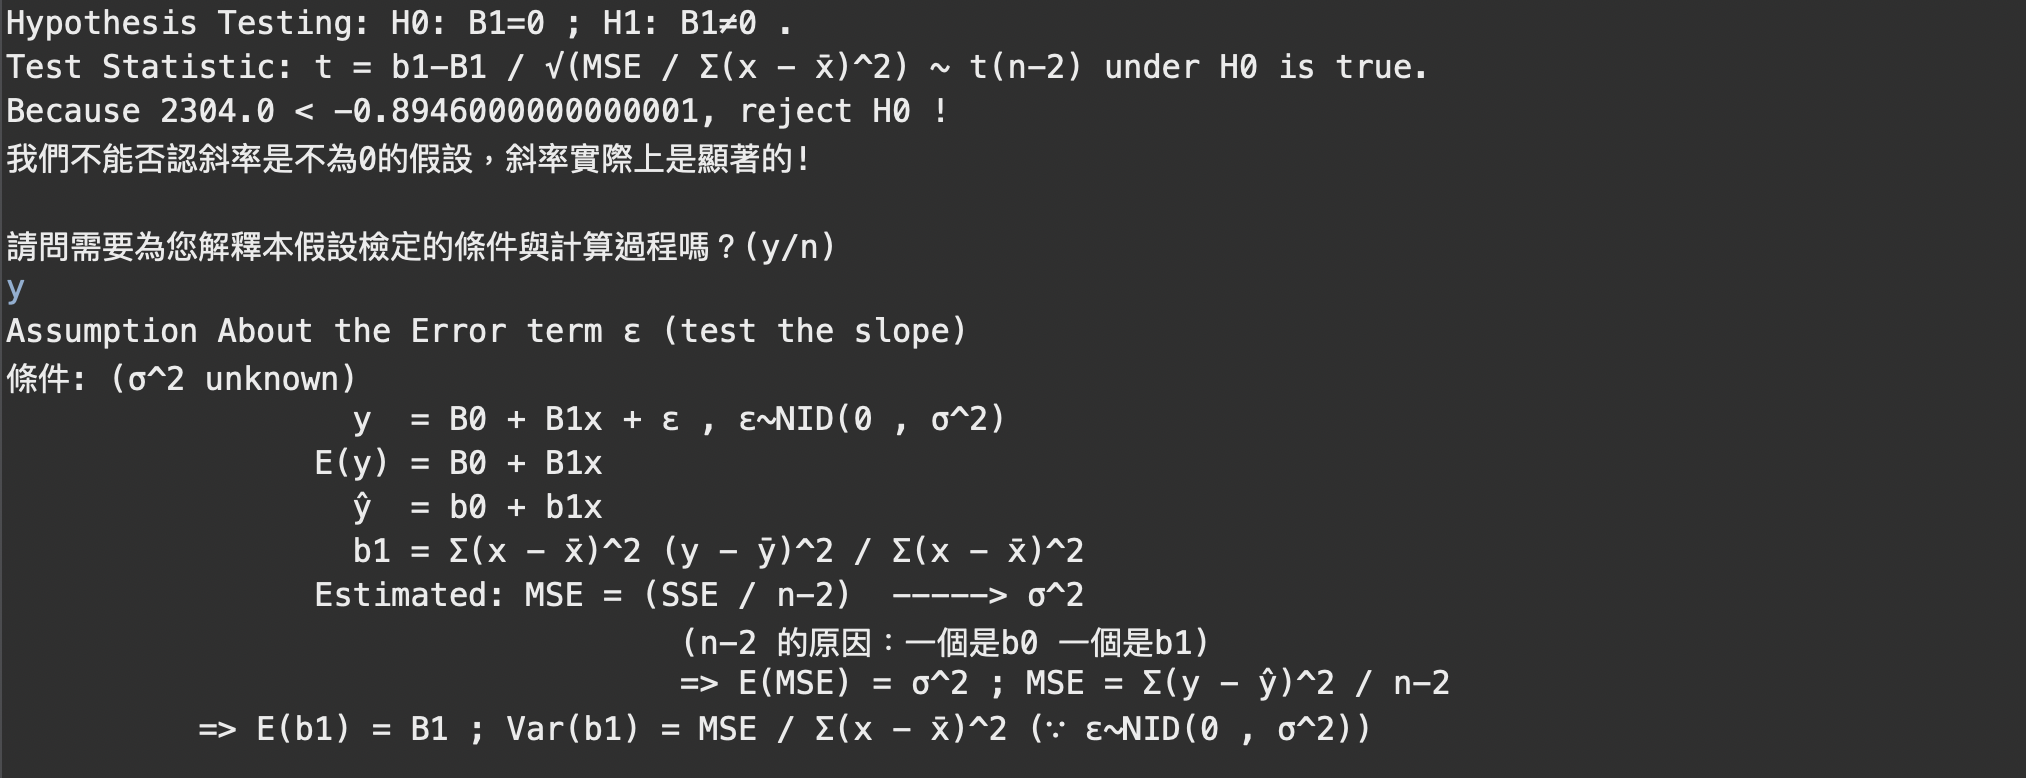 Hypothesis Testing: H0: B1=0 ; H1: B1≠0 .
Test Statistic: t = b1-B1 / √(MSE / Σ(x - x̄)^2) ~ t(n-2) under H0 is true.
Because 2304.0 < -0.8946000000000001, reject H0 !
我們不能否認斜率是不為0的假設，斜率實際上是顯著的!
請問需要為您解釋本假設檢定的條件與計算過程嗎？(y/n)
y
Assumption About the Error term ε (test the slope)
條件: (σ^2 unknown)
y  = B0 + B1x + ε , ε~NID(0 , σ^2)
E(y) = B0 + B1x
ŷ  = b0 + b1x
b1 = Σ(x - x̄)^2 (y - ȳ)^2 / Σ(x - x̄)^2
Estimated: MSE = (SSE / n-2)  -----> σ^2
(n-2 的原因：一個是b0 一個是b1)
=> E(MSE) = σ^2 ; MSE = Σ(y - ŷ)^2 / n-2
=> E(b1) = B1 ; Var(b1) = MSE / Σ(x - x̄)^2 (∵ ε~NID(0 , σ^2))